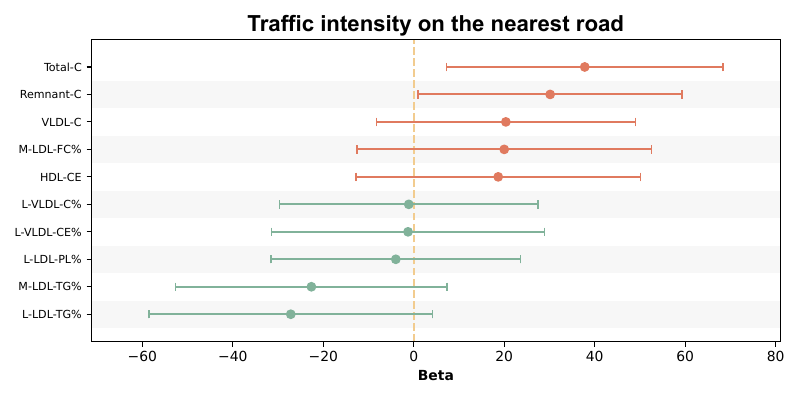 Traffic intensity on the nearest road
Total-C
Remnant-C
VLDL-C
M-LDL-FC%
HDL-CE
L-VLDL-C%
L-VLDL-CE%
L-LDL-PL%
M-LDL-TG%
L-LDL-TG%
−60 −40 −20 0 20 40 60 80
Beta